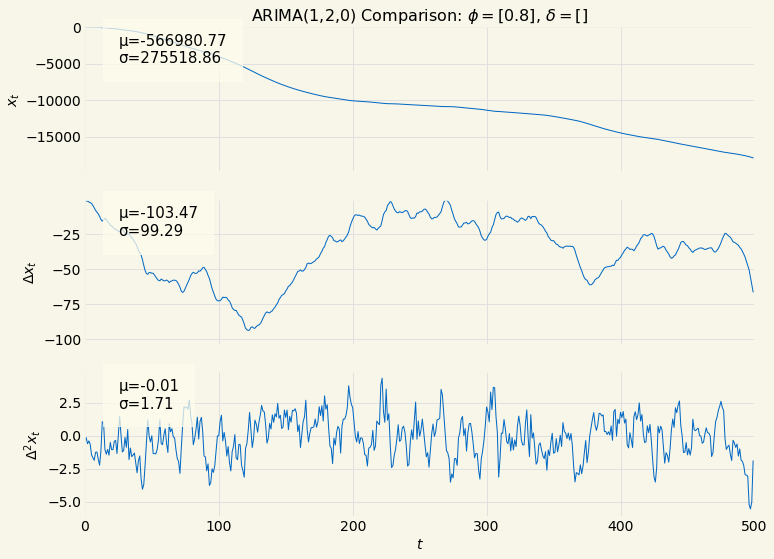 ARIMA(1,2,0) Comparison: ϕ = [0.8], δ = []
0
−5000
−10000
−15000
x_t
μ=-566980.77
σ=275518.86
−25
−50
−75
−100
Δx_t
μ=-103.47
σ=99.29
2.5
0.0
−2.5
−5.0
Δ²x_t
μ=-0.01
σ=1.71
0 100 200 300 400 500
t